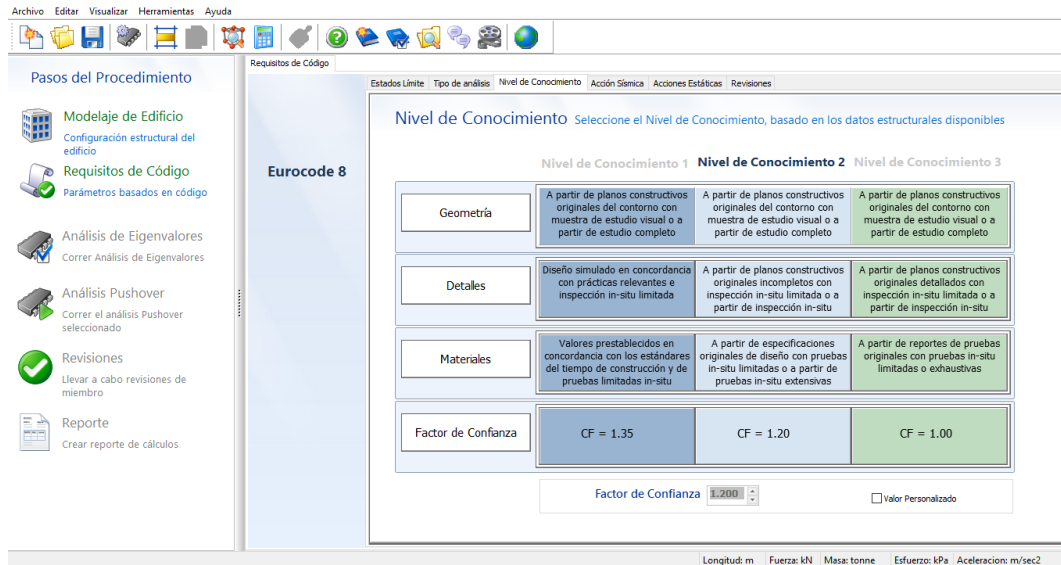 Archivo Editar Visualizar Herramientas Ayuda
Pasos del Procedimiento
Modelaje de Edificio
Configuración estructural del
edificio
Requisitos de Código
Parámetros basados en código
Análisis de Eigenvalores
Correr Análisis de Eigenvalores
Análisis Pushover
Correr el análisis Pushover
seleccionado
Revisiones
Llevar a cabo revisiones de
miembro
Reporte
Crear reporte de cálculos
Requisitos de Código
Eurocode 8
Estados Límite Tipo de análisis Nivel de Conocimiento Acción Sísmica Acciones Estáticas Revisiones
Nivel de Conocimiento Seleccione el Nivel de Conocimiento, basado en los datos estructurales disponibles
Nivel de Conocimiento 1 Nivel de Conocimiento 2 Nivel de Conocimiento 3
Geometría
A partir de planos constructivos
originales del contorno con
muestra de estudio visual o a
partir de estudio completo
A partir de planos constructivos
originales del contorno con
muestra de estudio visual o a
partir de estudio completo
A partir de planos constructivos
originales del contorno con
muestra de estudio visual o a
partir de estudio completo
Detalles
Diseño simulado en concordancia
con prácticas relevantes e
inspección in-situ limitada
A partir de planos constructivos
originales incompletos con
inspección in-situ limitada o a
partir de inspección in-situ
A partir de planos constructivos
originales detallados con
inspección in-situ limitada o a
partir de inspección in-situ
Materiales
Valores prestablecidos en
concordancia con los estándares
del tiempo de construcción y de
pruebas limitadas in-situ
A partir de especificaciones
originales de diseño con pruebas
in-situ limitadas o a partir de
pruebas in-situ extensivas
A partir de reportes de pruebas
originales con pruebas in-situ
limitadas o exhaustivas
Factor de Confianza
CF = 1.35
CF = 1.20
CF = 1.00
Factor de Confianza 1.200
Valor Personalizado
Longitud: m Fuerza: kN Masa: tonne Esfuerzo: kPa Aceleracion: m/sec2